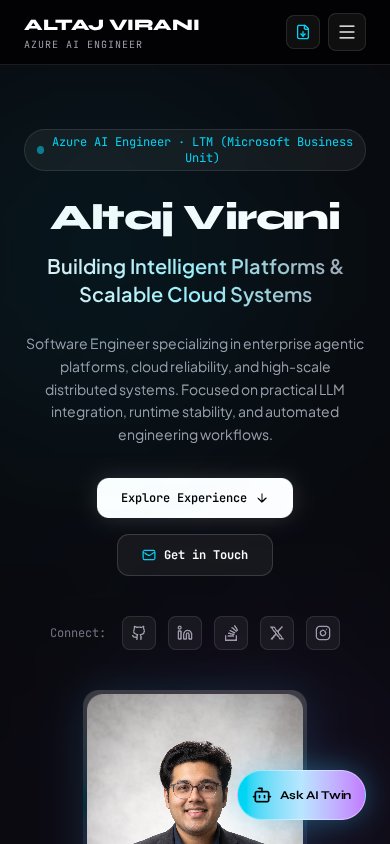 ALTAJ VIRANI
AZURE AI ENGINEER
Azure AI Engineer · LTM (Microsoft Business
Unit)
Altaj Virani
Building Intelligent Platforms &
Scalable Cloud Systems
Software Engineer specializing in enterprise agentic
platforms, cloud reliability, and high-scale
distributed systems. Focused on practical LLM
integration, runtime stability, and automated
engineering workflows.
Explore Experience ↓
Get in Touch
Connect:
Ask AI Twin